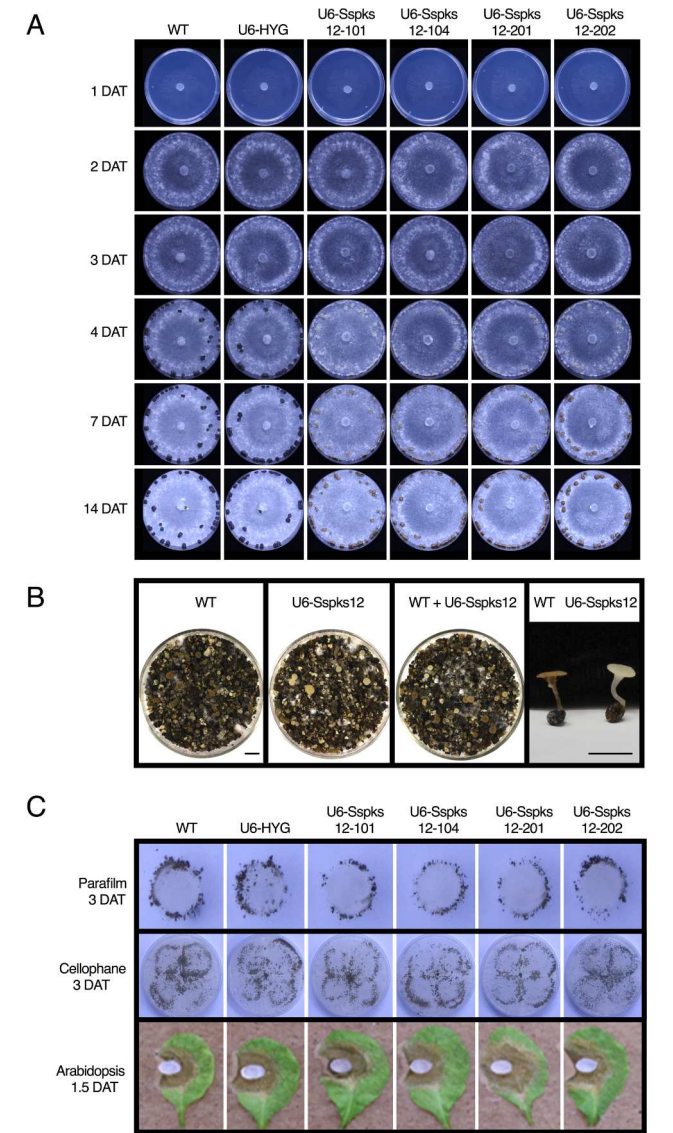 A
WT
U6-HYG
U6-Sspks
12-101
U6-Sspks
12-104
U6-Sspks
12-201
U6-Sspks
12-202
1 DAT
2 DAT
3 DAT
4 DAT
7 DAT
14 DAT
B
WT
U6-Sspks12
WT + U6-Sspks12
WT U6-Sspks12
C
WT
U6-HYG
U6-Sspks
12-101
U6-Sspks
12-104
U6-Sspks
12-201
U6-Sspks
12-202
Parafilm
3 DAT
Cellophane
3 DAT
Arabidopsis
1.5 DAT